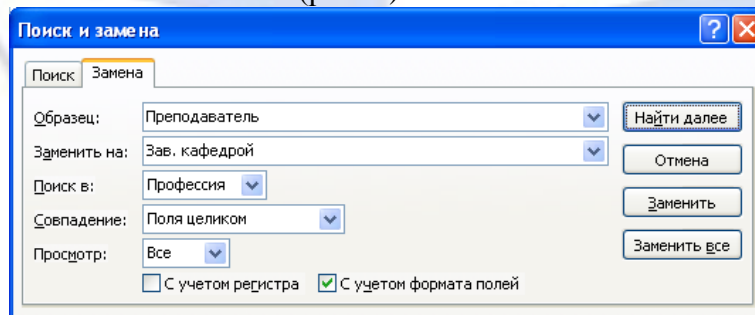 Поиск и замена
Поиск Замена
Образец: Преподаватель Найти далее
Заменить на: Зав. кафедрой Отмена
Поиск в: Профессия
Заменить
Совпадение: Поля целиком
Просмотр: Все Заменить все
С учетом регистра С учетом формата полей